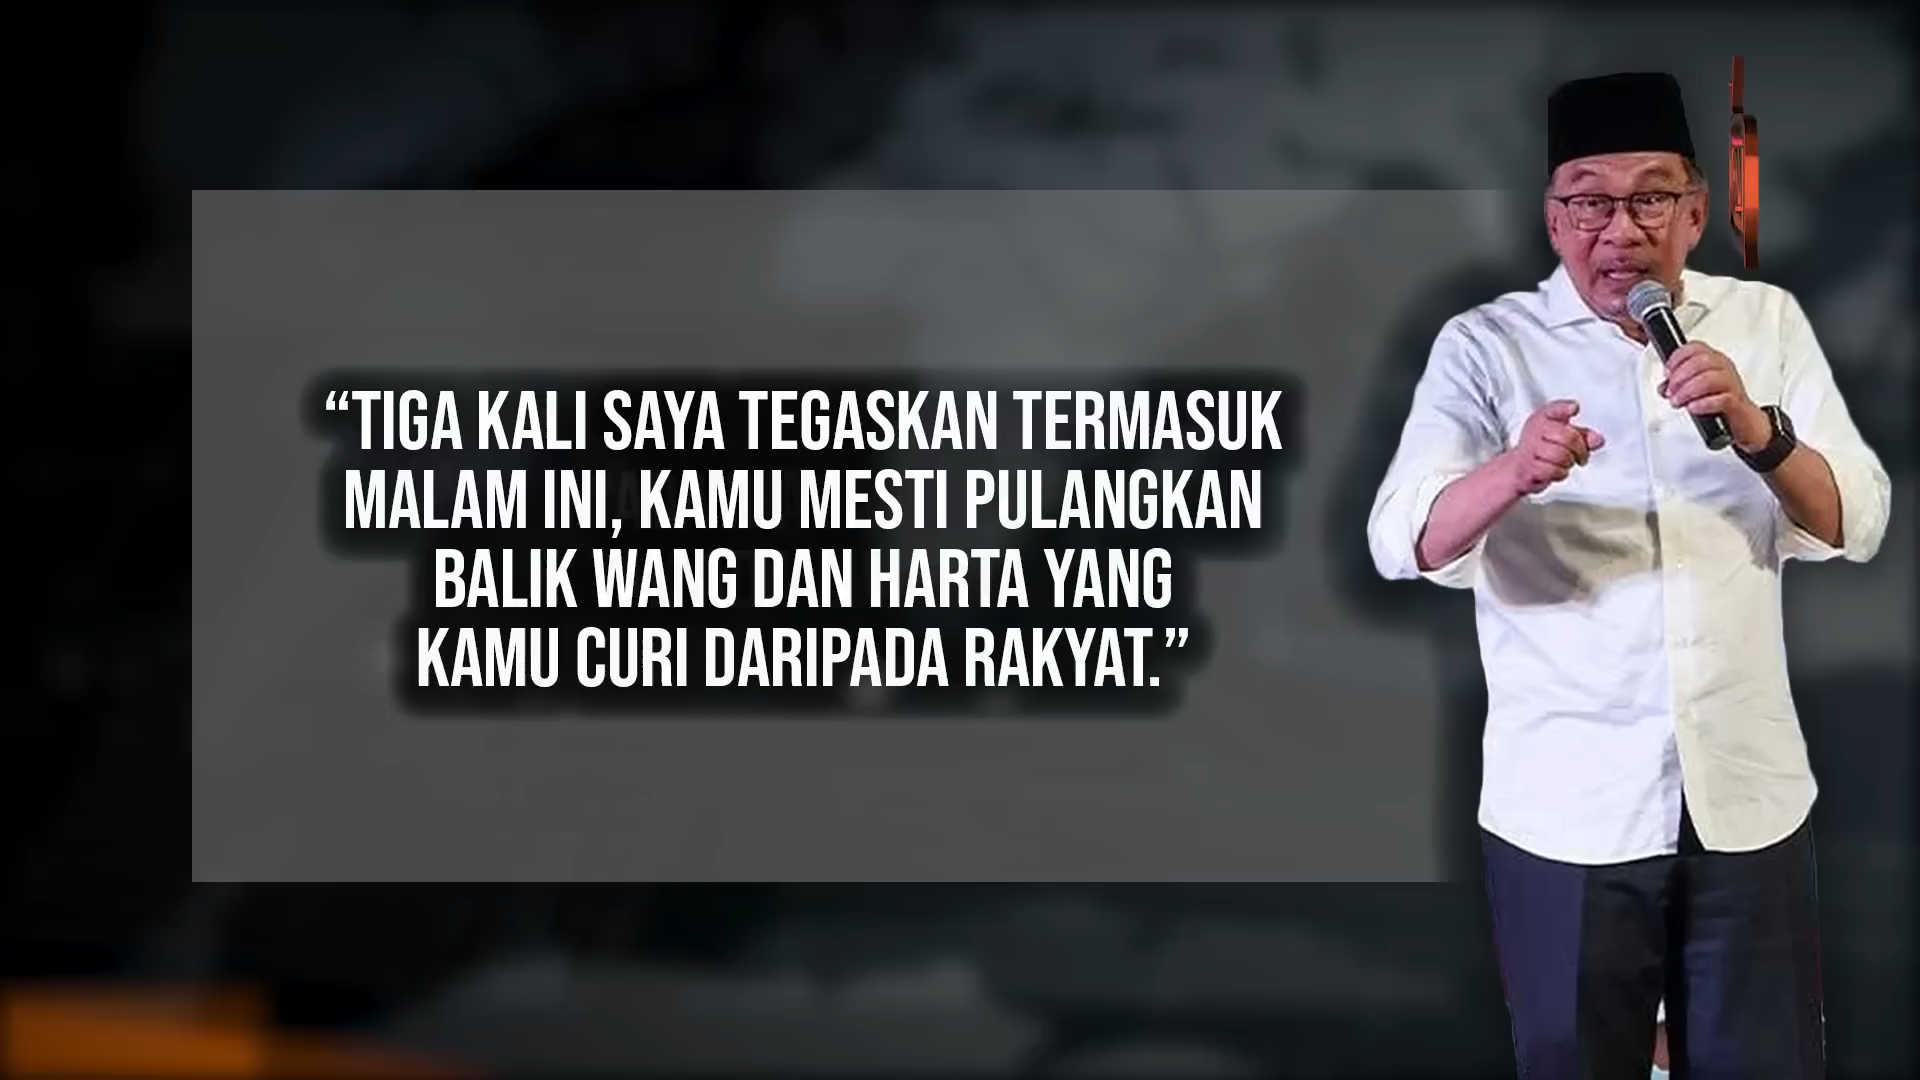 “TIGA KALI SAYA TEGASKAN TERMASUK
MALAM INI, KAMU MESTI PULANGKAN
BALIK WANG DAN HARTA YANG
KAMU CURI DARIPADA RAKYAT.”